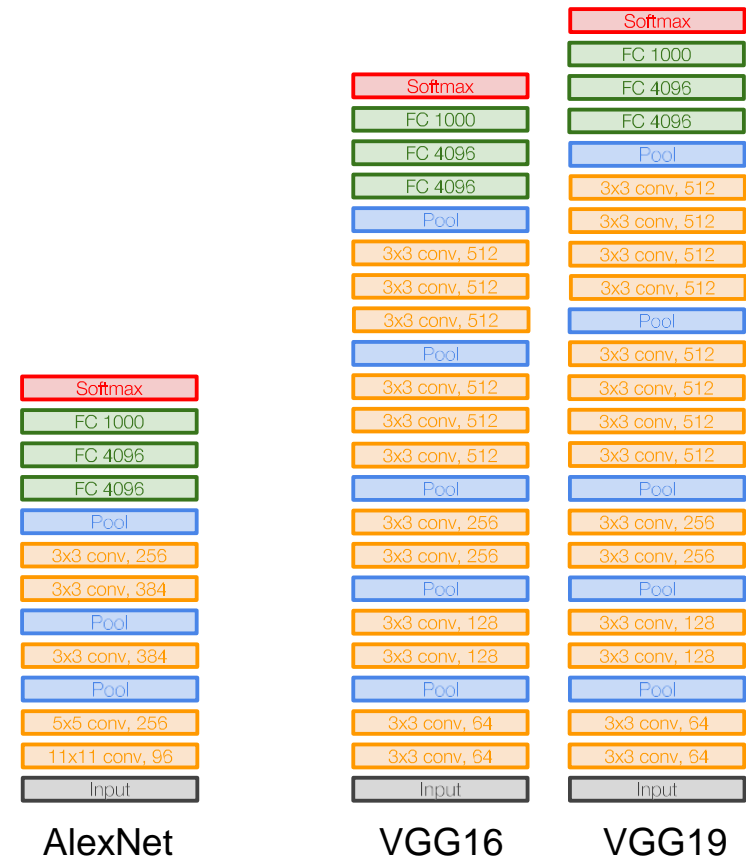 Softmax
FC 1000
FC 4096
FC 4096
Pool
3x3 conv, 256
3x3 conv, 384
Pool
3x3 conv, 384
Pool
5x5 conv, 256
11x11 conv, 96
Input
AlexNet
Softmax
FC 1000
FC 4096
FC 4096
Pool
3x3 conv, 512
3x3 conv, 512
3x3 conv, 512
Pool
3x3 conv, 512
3x3 conv, 512
3x3 conv, 512
Pool
3x3 conv, 256
3x3 conv, 256
Pool
3x3 conv, 128
3x3 conv, 128
Pool
3x3 conv, 64
3x3 conv, 64
Input
VGG16
Softmax
FC 1000
FC 4096
FC 4096
Pool
3x3 conv, 512
3x3 conv, 512
3x3 conv, 512
3x3 conv, 512
Pool
3x3 conv, 512
3x3 conv, 512
3x3 conv, 512
3x3 conv, 512
Pool
3x3 conv, 256
3x3 conv, 256
Pool
3x3 conv, 128
3x3 conv, 128
Pool
3x3 conv, 64
3x3 conv, 64
Input
VGG19